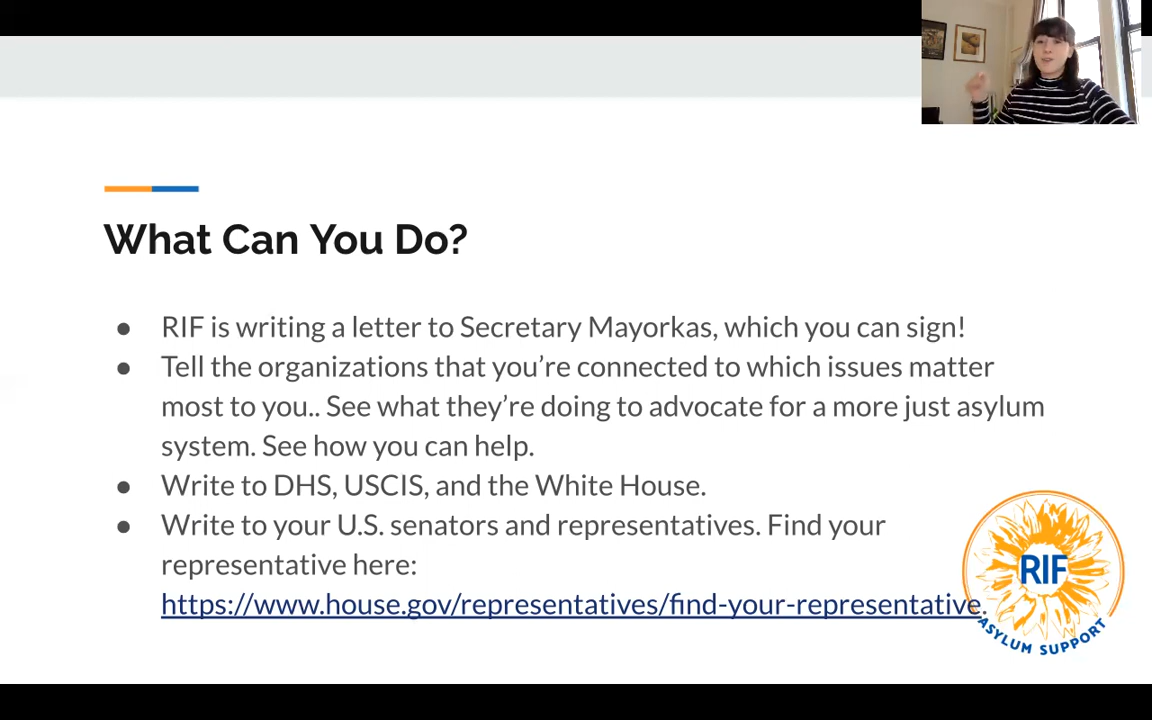 What Can You Do?
● RIF is writing a letter to Secretary Mayorkas, which you can sign!
● Tell the organizations that you’re connected to which issues matter
most to you.. See what they’re doing to advocate for a more just asylum
system. See how you can help.
● Write to DHS, USCIS, and the White House.
● Write to your U.S. senators and representatives. Find your
representative here:
https://www.house.gov/representatives/find-your-representative.
RIF
ASYLUM SUPPORT